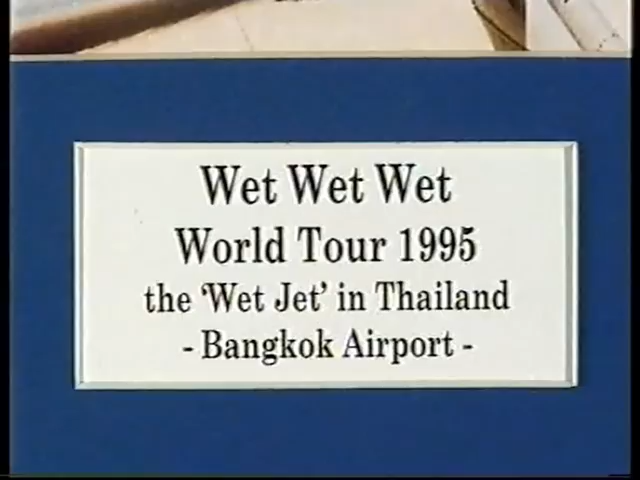 Wet Wet Wet
World Tour 1995
the ‘Wet Jet’ in Thailand
- Bangkok Airport -